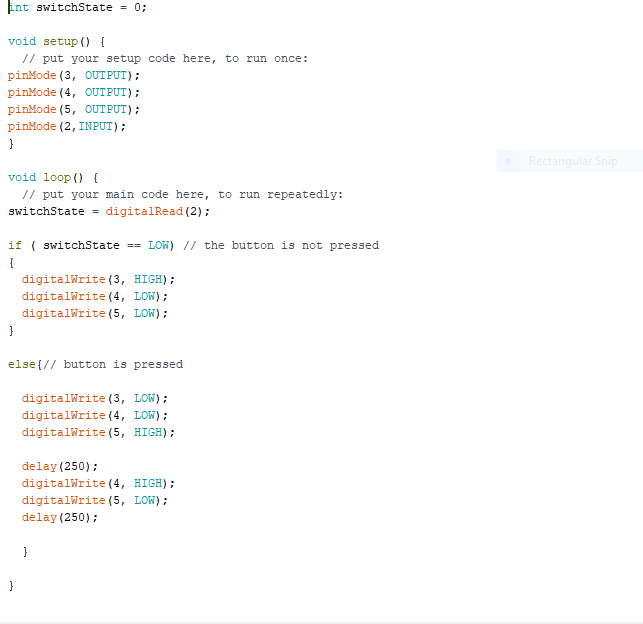 int switchState = 0;
void setup() {
// put your setup code here, to run once:
pinMode(3, OUTPUT);
pinMode(4, OUTPUT);
pinMode(5, OUTPUT);
pinMode(2,INPUT);
}
Rectangular Snip
void loop() {
// put your main code here, to run repeatedly:
switchState = digitalRead(2);
if ( switchState == LOW) // the button is not pressed
{
digitalWrite(3, HIGH);
digitalWrite(4, LOW);
digitalWrite(5, LOW);
}
else{// button is pressed
digitalWrite(3, LOW);
digitalWrite(4, LOW);
digitalWrite(5, HIGH);
delay(250);
digitalWrite(4, HIGH);
digitalWrite(5, LOW);
delay(250);
}
}